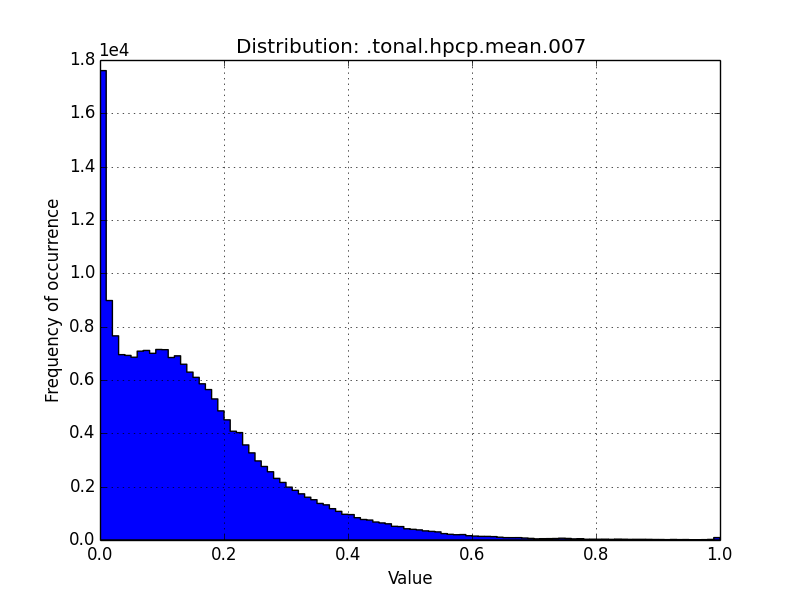 Distribution: .tonal.hpcp.mean.007
1e4
1.8
1.6
1.4
1.2
1.0
0.8
0.6
0.4
0.2
0.0
Frequency of occurrence
0.0 0.2 0.4 0.6 0.8 1.0
Value